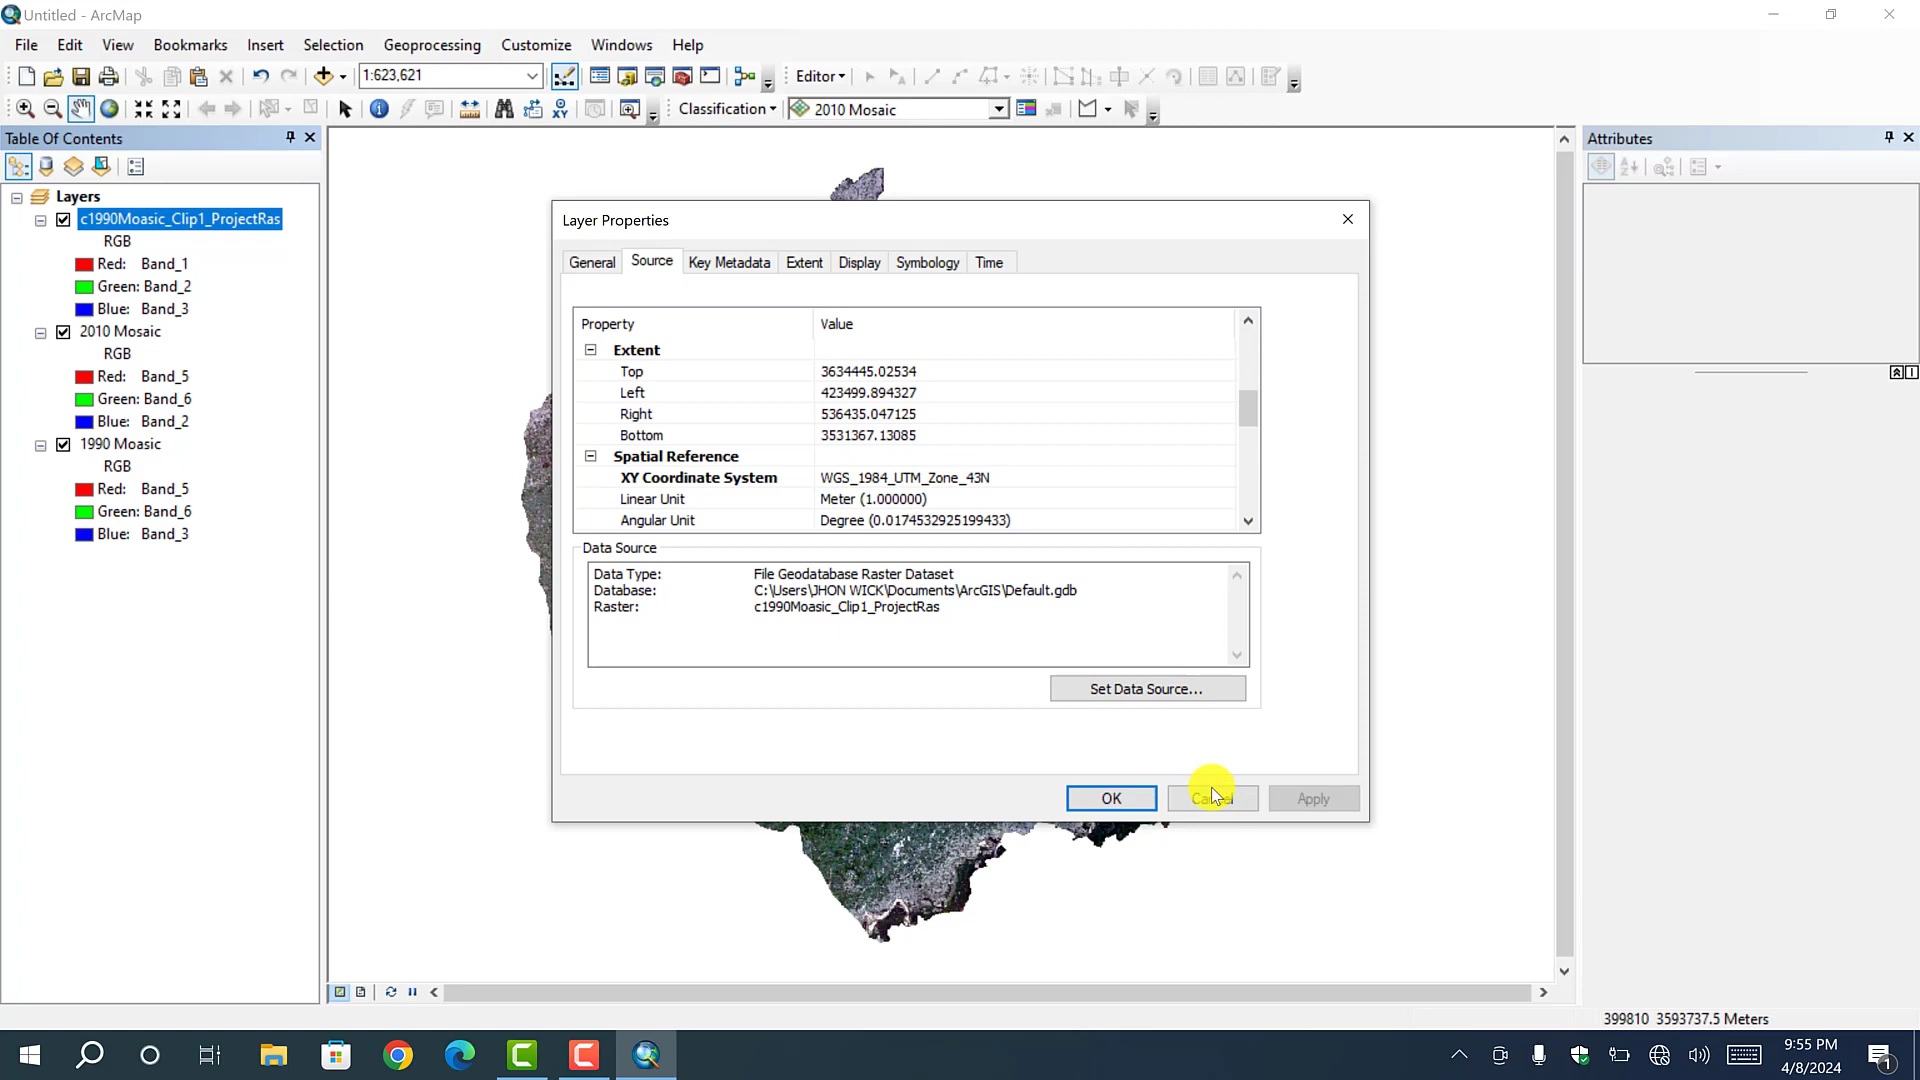 Untitled - ArcMap
File Edit View Bookmarks Insert Selection Geoprocessing Customize Windows Help
1:623,621
Editor
Classification
2010 Mosaic
Table Of Contents
Layers
c1990Moasic_Clip1_ProjectRas
RGB
Red: Band_1
Green: Band_2
Blue: Band_3
2010 Mosaic
RGB
Red: Band_5
Green: Band_6
Blue: Band_2
1990 Moasic
RGB
Red: Band_5
Green: Band_6
Blue: Band_3
Layer Properties
General Source Key Metadata Extent Display Symbology Time
Property Value
Extent
Top 3634445.02534
Left 423499.894327
Right 536435.047125
Bottom 3531367.13085
Spatial Reference
XY Coordinate System WGS_1984_UTM_Zone_43N
Linear Unit Meter (1.000000)
Angular Unit Degree (0.0174532925199433)
Data Source
Data Type: File Geodatabase Raster Dataset
Database: C:\Users\JHON WICK\Documents\ArcGIS\Default.gdb
Raster: c1990Moasic_Clip1_ProjectRas
Set Data Source...
OK Cancel Apply
Attributes
399810 3593737.5 Meters
9:55 PM
4/8/2024
1